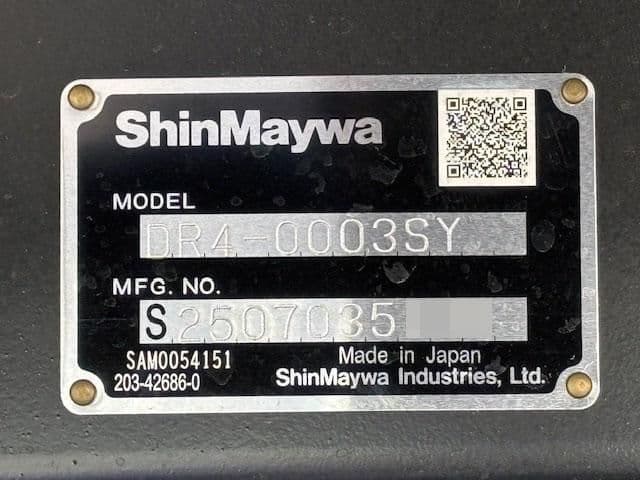 ShinMaywa
MODEL
DR4-0003SY
MFG. NO.
S2507035
SAM0054151
203-42686-0
Made in Japan
ShinMaywa Industries, Ltd.